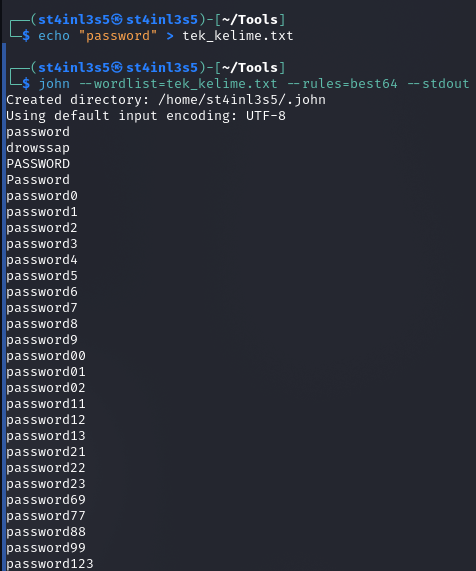 ┌──(st4inl3s5㉿st4inl3s5)-[~/Tools]
└─$ echo "password" > tek_kelime.txt
┌──(st4inl3s5㉿st4inl3s5)-[~/Tools]
└─$ john --wordlist=tek_kelime.txt --rules=best64 --stdout
Created directory: /home/st4inl3s5/.john
Using default input encoding: UTF-8
password
drowssap
PASSWORD
Password
password0
password1
password2
password3
password4
password5
password6
password7
password8
password9
password00
password01
password02
password11
password12
password13
password21
password22
password23
password69
password77
password88
password99
password123